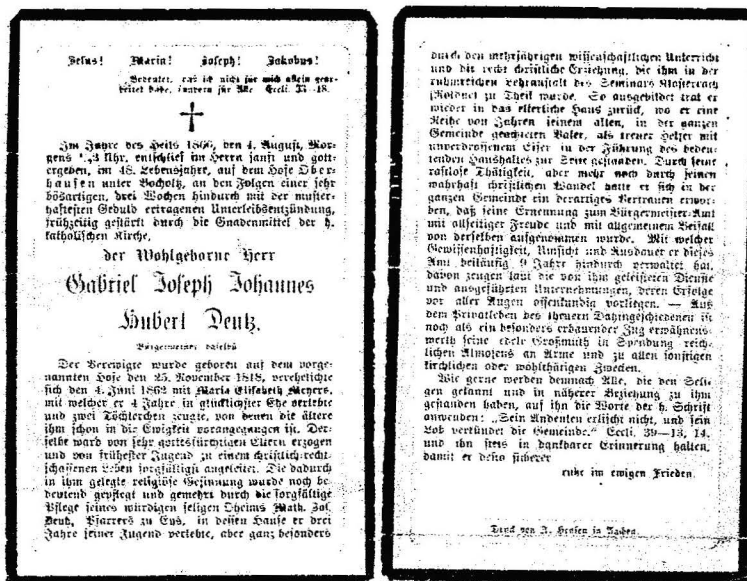 Jesus! Maria! Joseph! Jakobus!
Bedenket, daß ich nicht für mich allein gear-
beitet habe, sondern für Alle. Eccli. 33–18.
Im Jahre des Heils 1866, den 4. August, Mor-
gens 3 Uhr, entschlief im Herrn sanft und gott-
ergeben, im 48. Lebensjahre, auf dem Hofe Ober-
hausen unter Bocholtz, an den Folgen einer sehr
bösartigen, drei Wochen hindurch mit der muster-
haftesten Geduld ertragenen Unterleibsentzündung,
frühzeitig gestärkt durch die Gnadenmittel der h.
katholischen Kirche,
der Wohlgeborne Herr
Gabriel Joseph Johannes
Hubert Deutz,
Bürgermeister daselbst
Der Verewigte wurde geboren auf dem vorge-
nannten Hofe den 25. November 1818, verehelichte
sich den 4. Juni 1862 mit Maria Elisabeth Meyers,
mit welcher er 4 Jahre in glücklichster Ehe verlebte
und zwei Töchterchen zeugte, von denen die ältere
ihm schon in die Ewigkeit vorangegangen ist. Der-
selbe ward von sehr gottesfürchtigen Eltern erzogen
und von frühester Jugend zu einem christlich-recht-
schaffenen Leben sorgfältigst angeleitet. Die dadurch
in ihm gelegte religiöse Gesinnung wurde noch be-
deutend gepflegt und gemehrt durch die sorgfältige
Pflege seines würdigen seligen Oheims Math. Jos.
Deutz, Pfarrers zu Eys, in dessen Hause er drei
Jahre seiner Jugend verlebte, aber ganz besonders
durch den mehrjährigen wissenschaftlichen Unterricht
und die recht christliche Erziehung, die ihm in der
ruhmreichen Lehranstalt des Seminars Klosterrath
(Rolduc) zu Theil wurde. So ausgebildet trat er
wieder in das elterliche Haus zurück, wo er eine
Reihe von Jahren seinem alten, in der ganzen
Gemeinde geachteten Vater, als treuer Helfer mit
unverdrossenem Eifer in der Führung des bedeu-
tenden Haushaltes zur Seite gestanden. Durch seine
rastlose Thätigkeit, aber mehr noch durch seinen
wahrhaft christlichen Wandel hatte er sich in der
ganzen Gemeinde ein derartiges Vertrauen erwor-
ben, daß seine Ernennung zum Bürgermeister-Amt
mit allseitiger Freude und mit allgemeinem Beifall
von derselben aufgenommen wurde. Mit welcher
Gewissenhaftigkeit, Umsicht und Ausdauer er dieses
Amt beiläufig 9 Jahre hindurch verwaltet hat,
davon zeugen laut die von ihm geleisteten Dienste
und ausgeführten Unternehmungen, deren Erfolge
vor aller Augen offenkundig vorliegen. — Aus
dem Privatleben des theuern Dahingeschiedenen ist
noch als ein besonders erbauender Zug erwähnens-
werth seine edele Großmuth in Spendung reich-
lichen Almosens an Arme und zu allen sonstigen
kirchlichen oder wohlthätigen Zwecken.
Wie gerne werden demnach Alle, die den Seli-
gen gekannt und in näherer Beziehung zu ihm
gestanden haben, auf ihn die Worte der h. Schrift
anwenden: „Sein Andenken erlischt nicht, und sein
Lob verkündet die Gemeinde.“ Eccli. 39–13, 14.
und ihn stets in dankbarer Erinnerung halten,
damit er desto sicherer
ruhe im ewigen Frieden.
Druck von J. Hensen in Aachen.